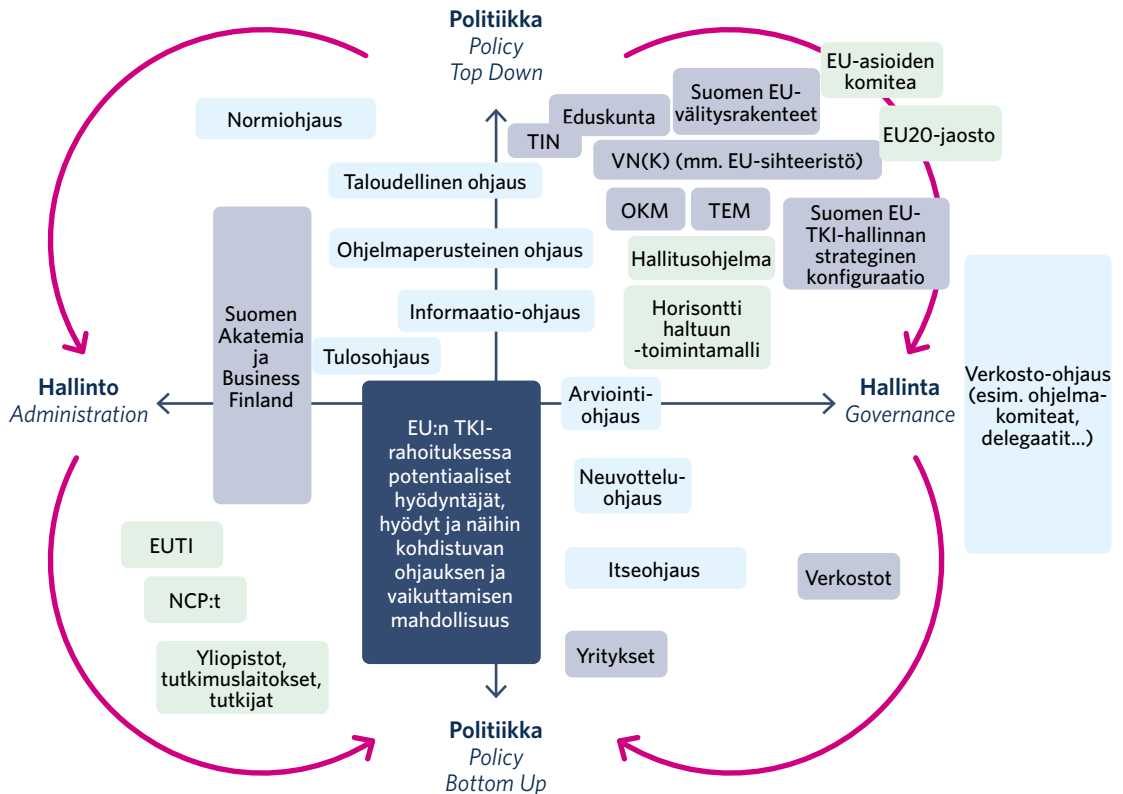 Politiikka
Policy
Top Down
EU-asioiden
komitea
Suomen EU-
välitysrakenteet
Eduskunta
Normiohjaus
TIN
EU20-jaosto
VN(K) (mm. EU-sihteeristö)
Taloudellinen ohjaus
OKM
TEM
Suomen EU-
TKI-hallinnan
strateginen
konfiguraatio
Ohjelmaperusteinen ohjaus
Hallitusohjelma
Informaatio-ohjaus
Horisontti
haltuun
-toimintamalli
Suomen
Akatemia
ja
Business
Finland
Tulosohjaus
Hallinto
Administration
Arviointi-
ohjaus
Hallinta
Governance
Verkosto-ohjaus
(esim. ohjelma-
komiteat,
delegaatit...)
EU:n TKI-
rahoituksessa
potentiaaliset
hyödyntäjät,
hyödyt ja näihin
kohdistuvan
ohjauksen ja
vaikuttamisen
mahdollisuus
Neuvottelu-
ohjaus
EUTI
Itseohjaus
Verkostot
NCP:t
Yritykset
Yliopistot,
tutkimuslaitokset,
tutkijat
Politiikka
Policy
Bottom Up